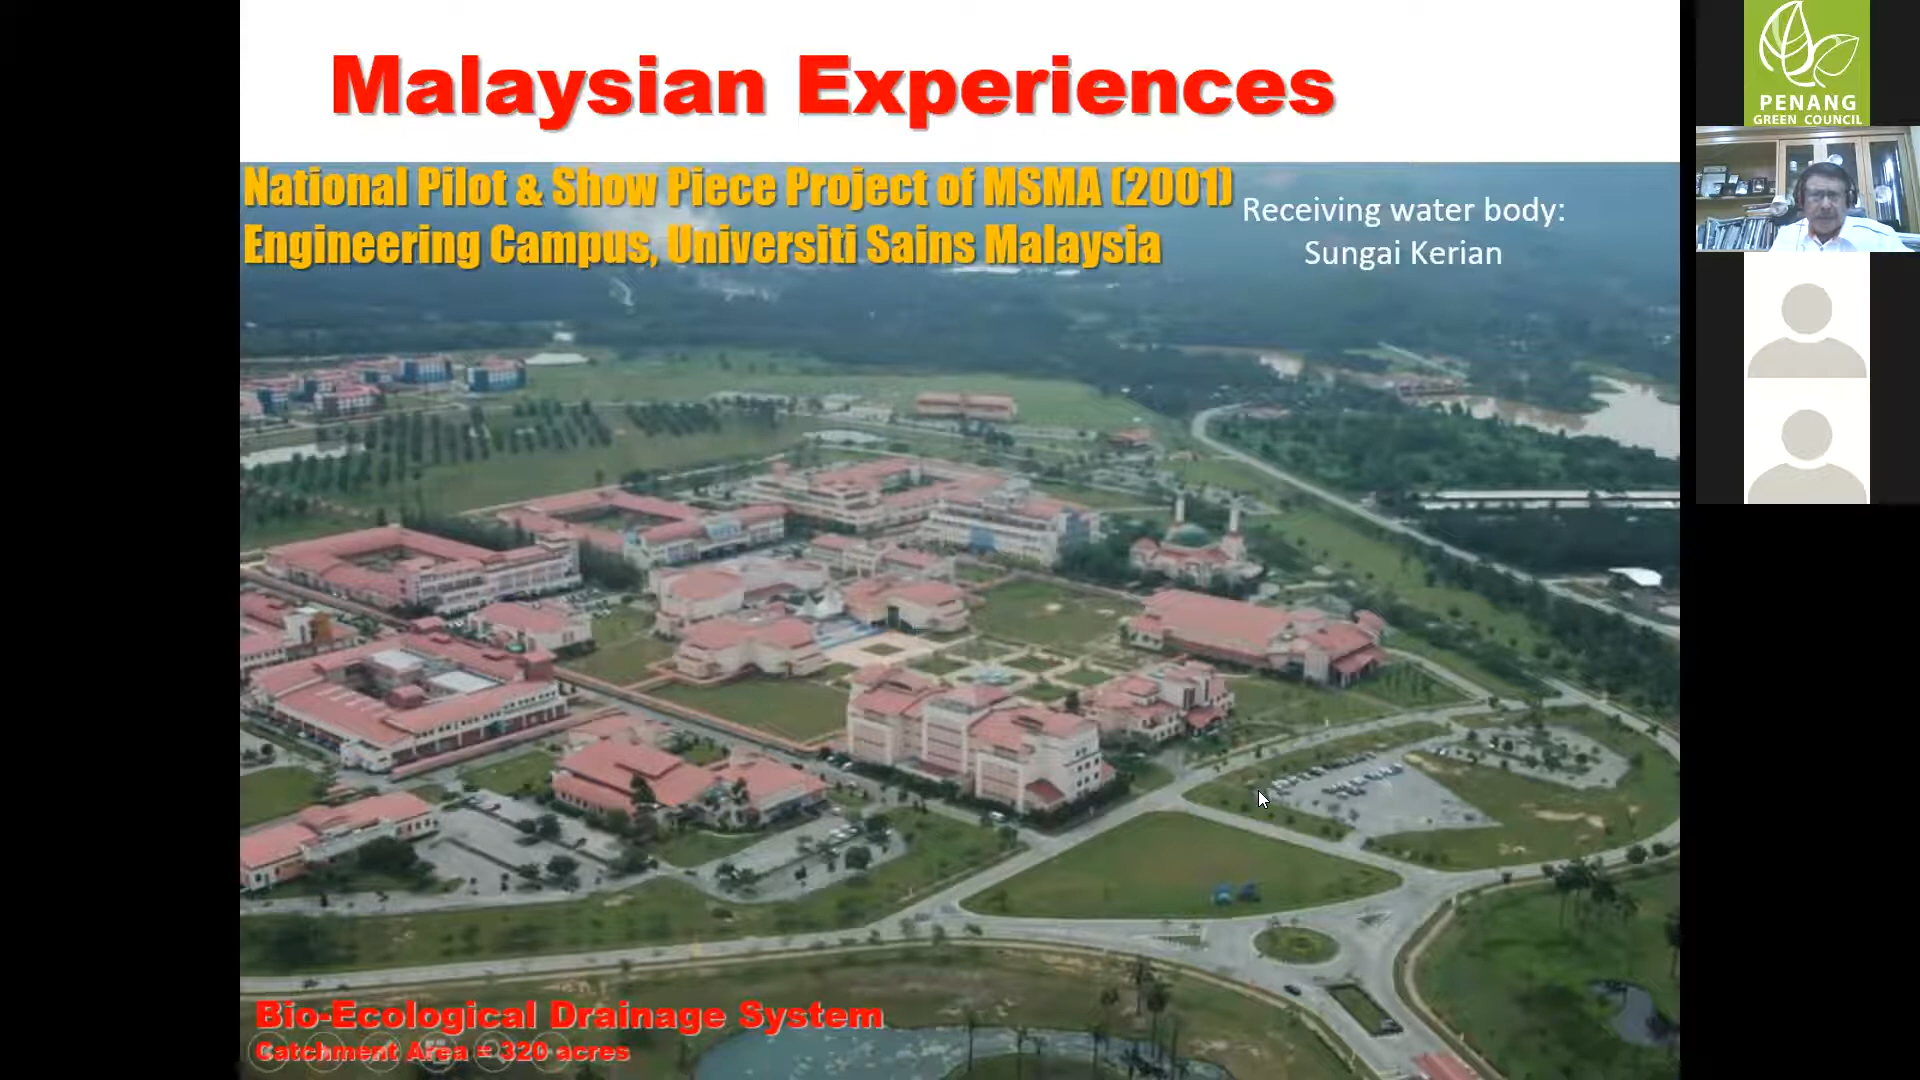 Malaysian Experiences
National Pilot & Show Piece Project of MSMA (2001)
Engineering Campus, Universiti Sains Malaysia
Receiving water body:
Sungai Kerian
Bio-Ecological Drainage System
Catchment Area = 320 acres
PENANG
GREEN COUNCIL